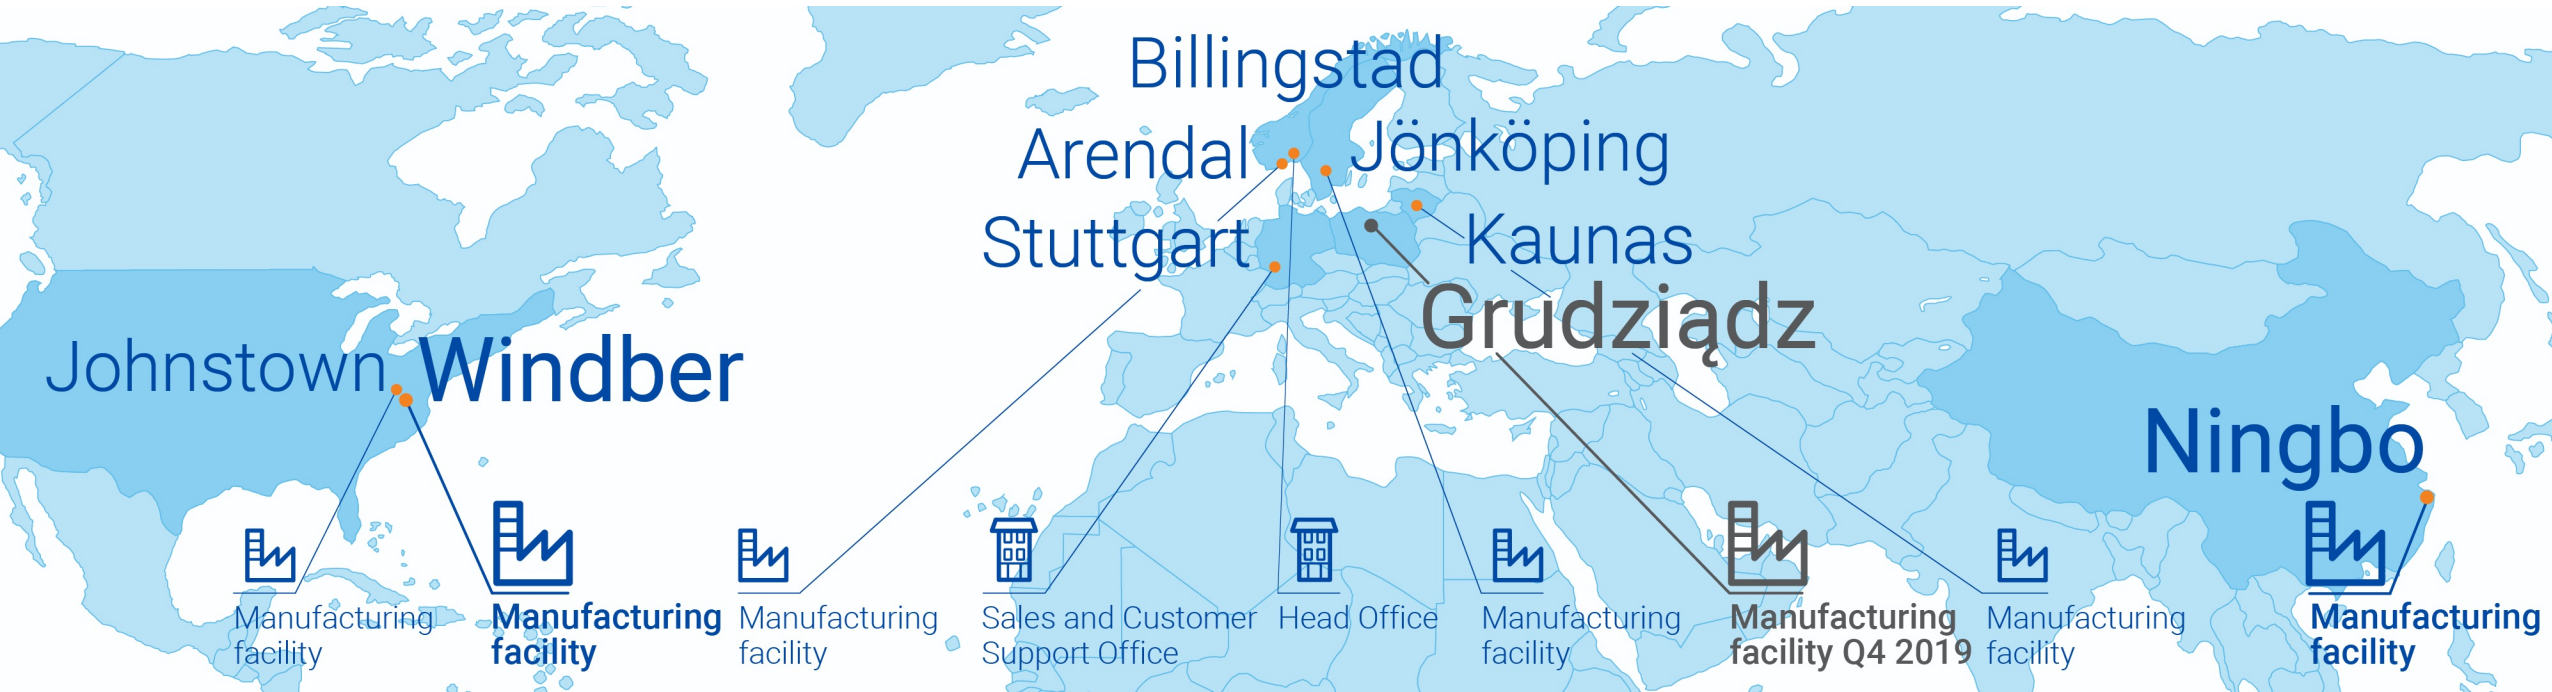 Billingstad
Arendal
Jönköping
Stuttgart
Kaunas
Grudziądz
Johnstown
Windber
Ningbo
Manufacturing
facility
Manufacturing
facility
Manufacturing
facility
Sales and Customer
Support Office
Head Office
Manufacturing
facility
Manufacturing
facility Q4 2019
Manufacturing
facility
Manufacturing
facility